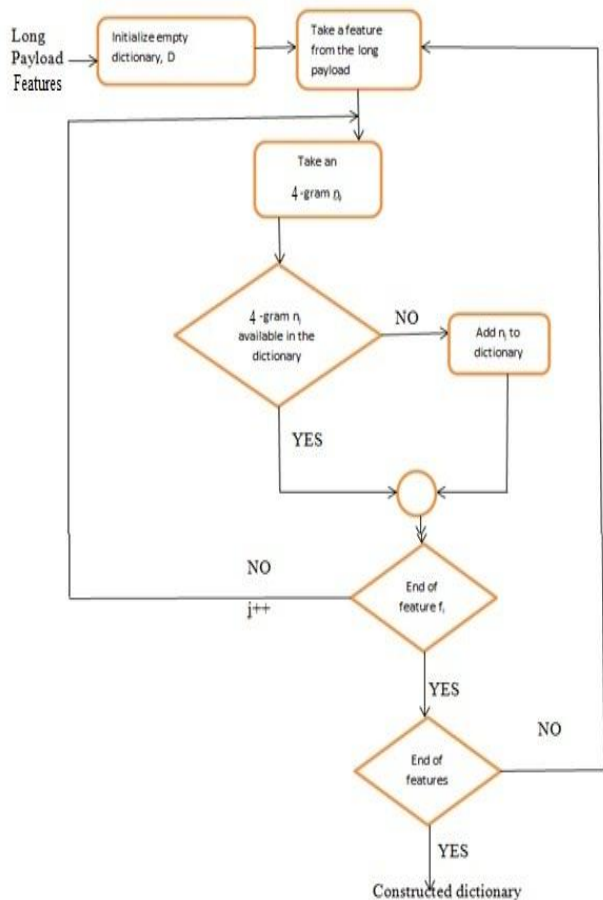 Long
Payload
Features
Initialize empty
dictionary, D
Take a feature
from the long
payload
Take an
4-gram nᵢ
4-gram nⱼ
available in the
dictionary
NO
Add nⱼ to
dictionary
YES
NO
j++
End of
feature fᵢ
YES
NO
End of
features
YES
Constructed dictionary